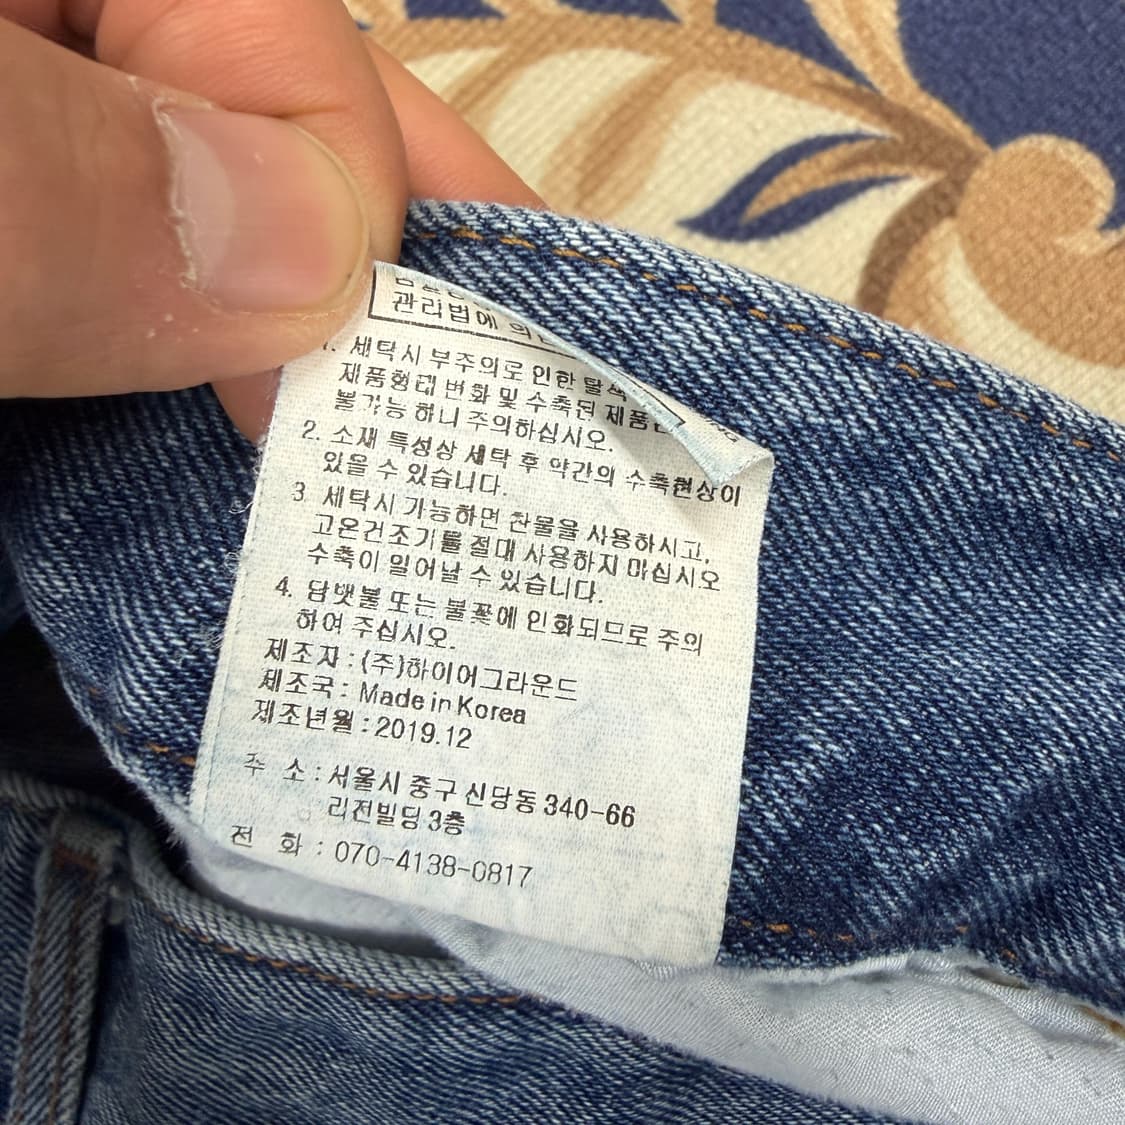 관리법에 의
1. 세탁시 부주의로 인한 탈색
제품형태 변화 및 수축된 제품
불가능 하니 주의하십시오.
2. 소재 특성상 세탁 후 약간의 수축현상이
있을 수 있습니다.
3 세탁시 가능하면 찬물을 사용하시고,
고온건조기를 절대 사용하지 마십시오
수축이 일어날 수 있습니다.
4. 담뱃불 또는 불꽃에 인화되므로 주의
하여 주십시오.
제조자 : (주)하이어그라운드
제조국 : Made in Korea
제조년월 : 2019.12
주 소 : 서울시 중구 신당동 340-66
리전빌딩 3층
전 화 : 070-4138-0817